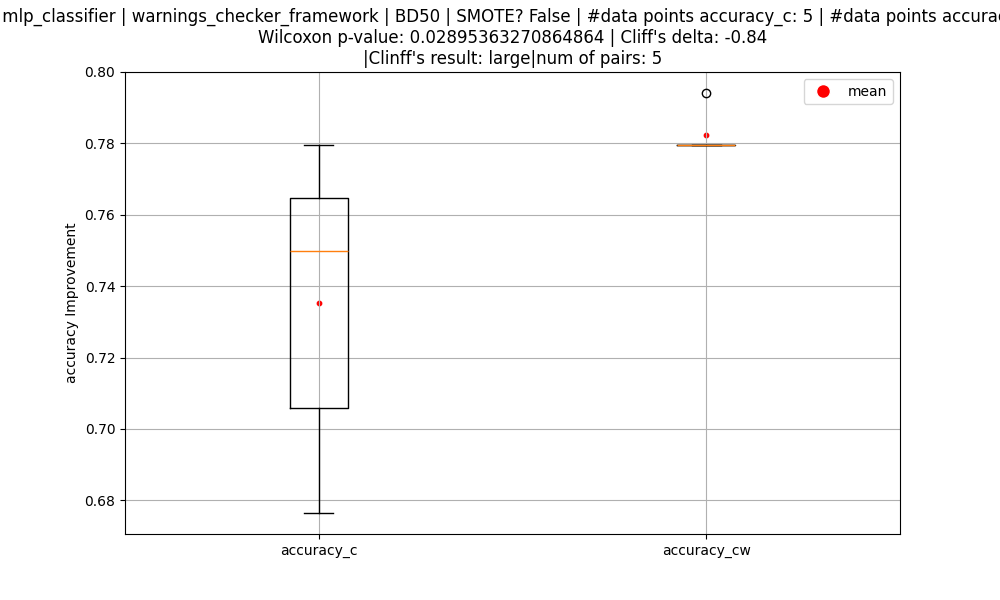 mlp_classifier | warnings_checker_framework | BD50 | SMOTE? False | #data points accuracy_c: 5 | #data points
Wilcoxon p-value: 0.02895363270864864 | Cliff's delta: -0.84
|Clinff's result: large|num of pairs: 5
0.80
mean
0.78
0.76
0.74
0.72
0.70
0.68
accuracy Improvement
accuracy_c
accuracy_cw